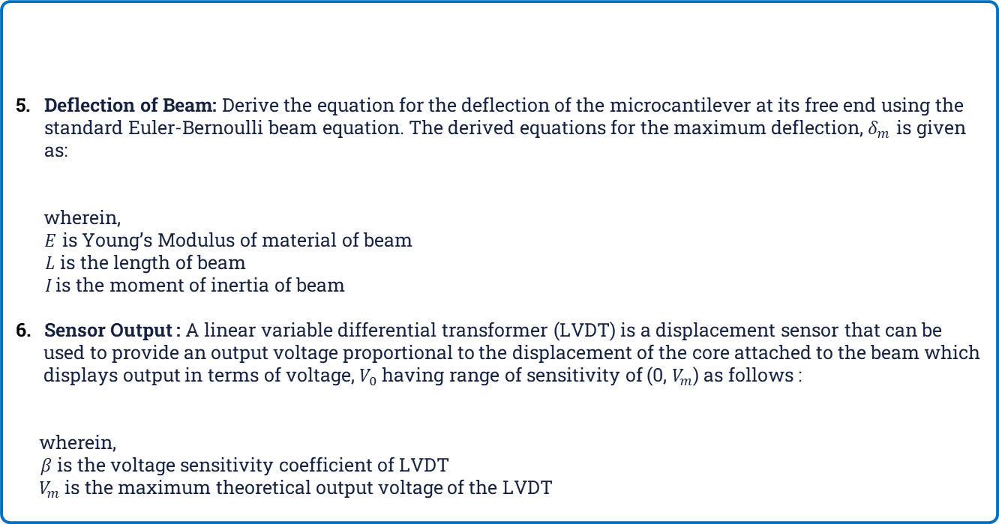 5. Deflection of Beam: Derive the equation for the deflection of the microcantilever at its free end using the
standard Euler-Bernoulli beam equation. The derived equations for the maximum deflection, δₘ is given
as:
wherein,
E is Young’s Modulus of material of beam
L is the length of beam
I is the moment of inertia of beam
6. Sensor Output : A linear variable differential transformer (LVDT) is a displacement sensor that can be
used to provide an output voltage proportional to the displacement of the core attached to the beam which
displays output in terms of voltage, V₀ having range of sensitivity of (0, Vₘ) as follows :
wherein,
β is the voltage sensitivity coefficient of LVDT
Vₘ is the maximum theoretical output voltage of the LVDT